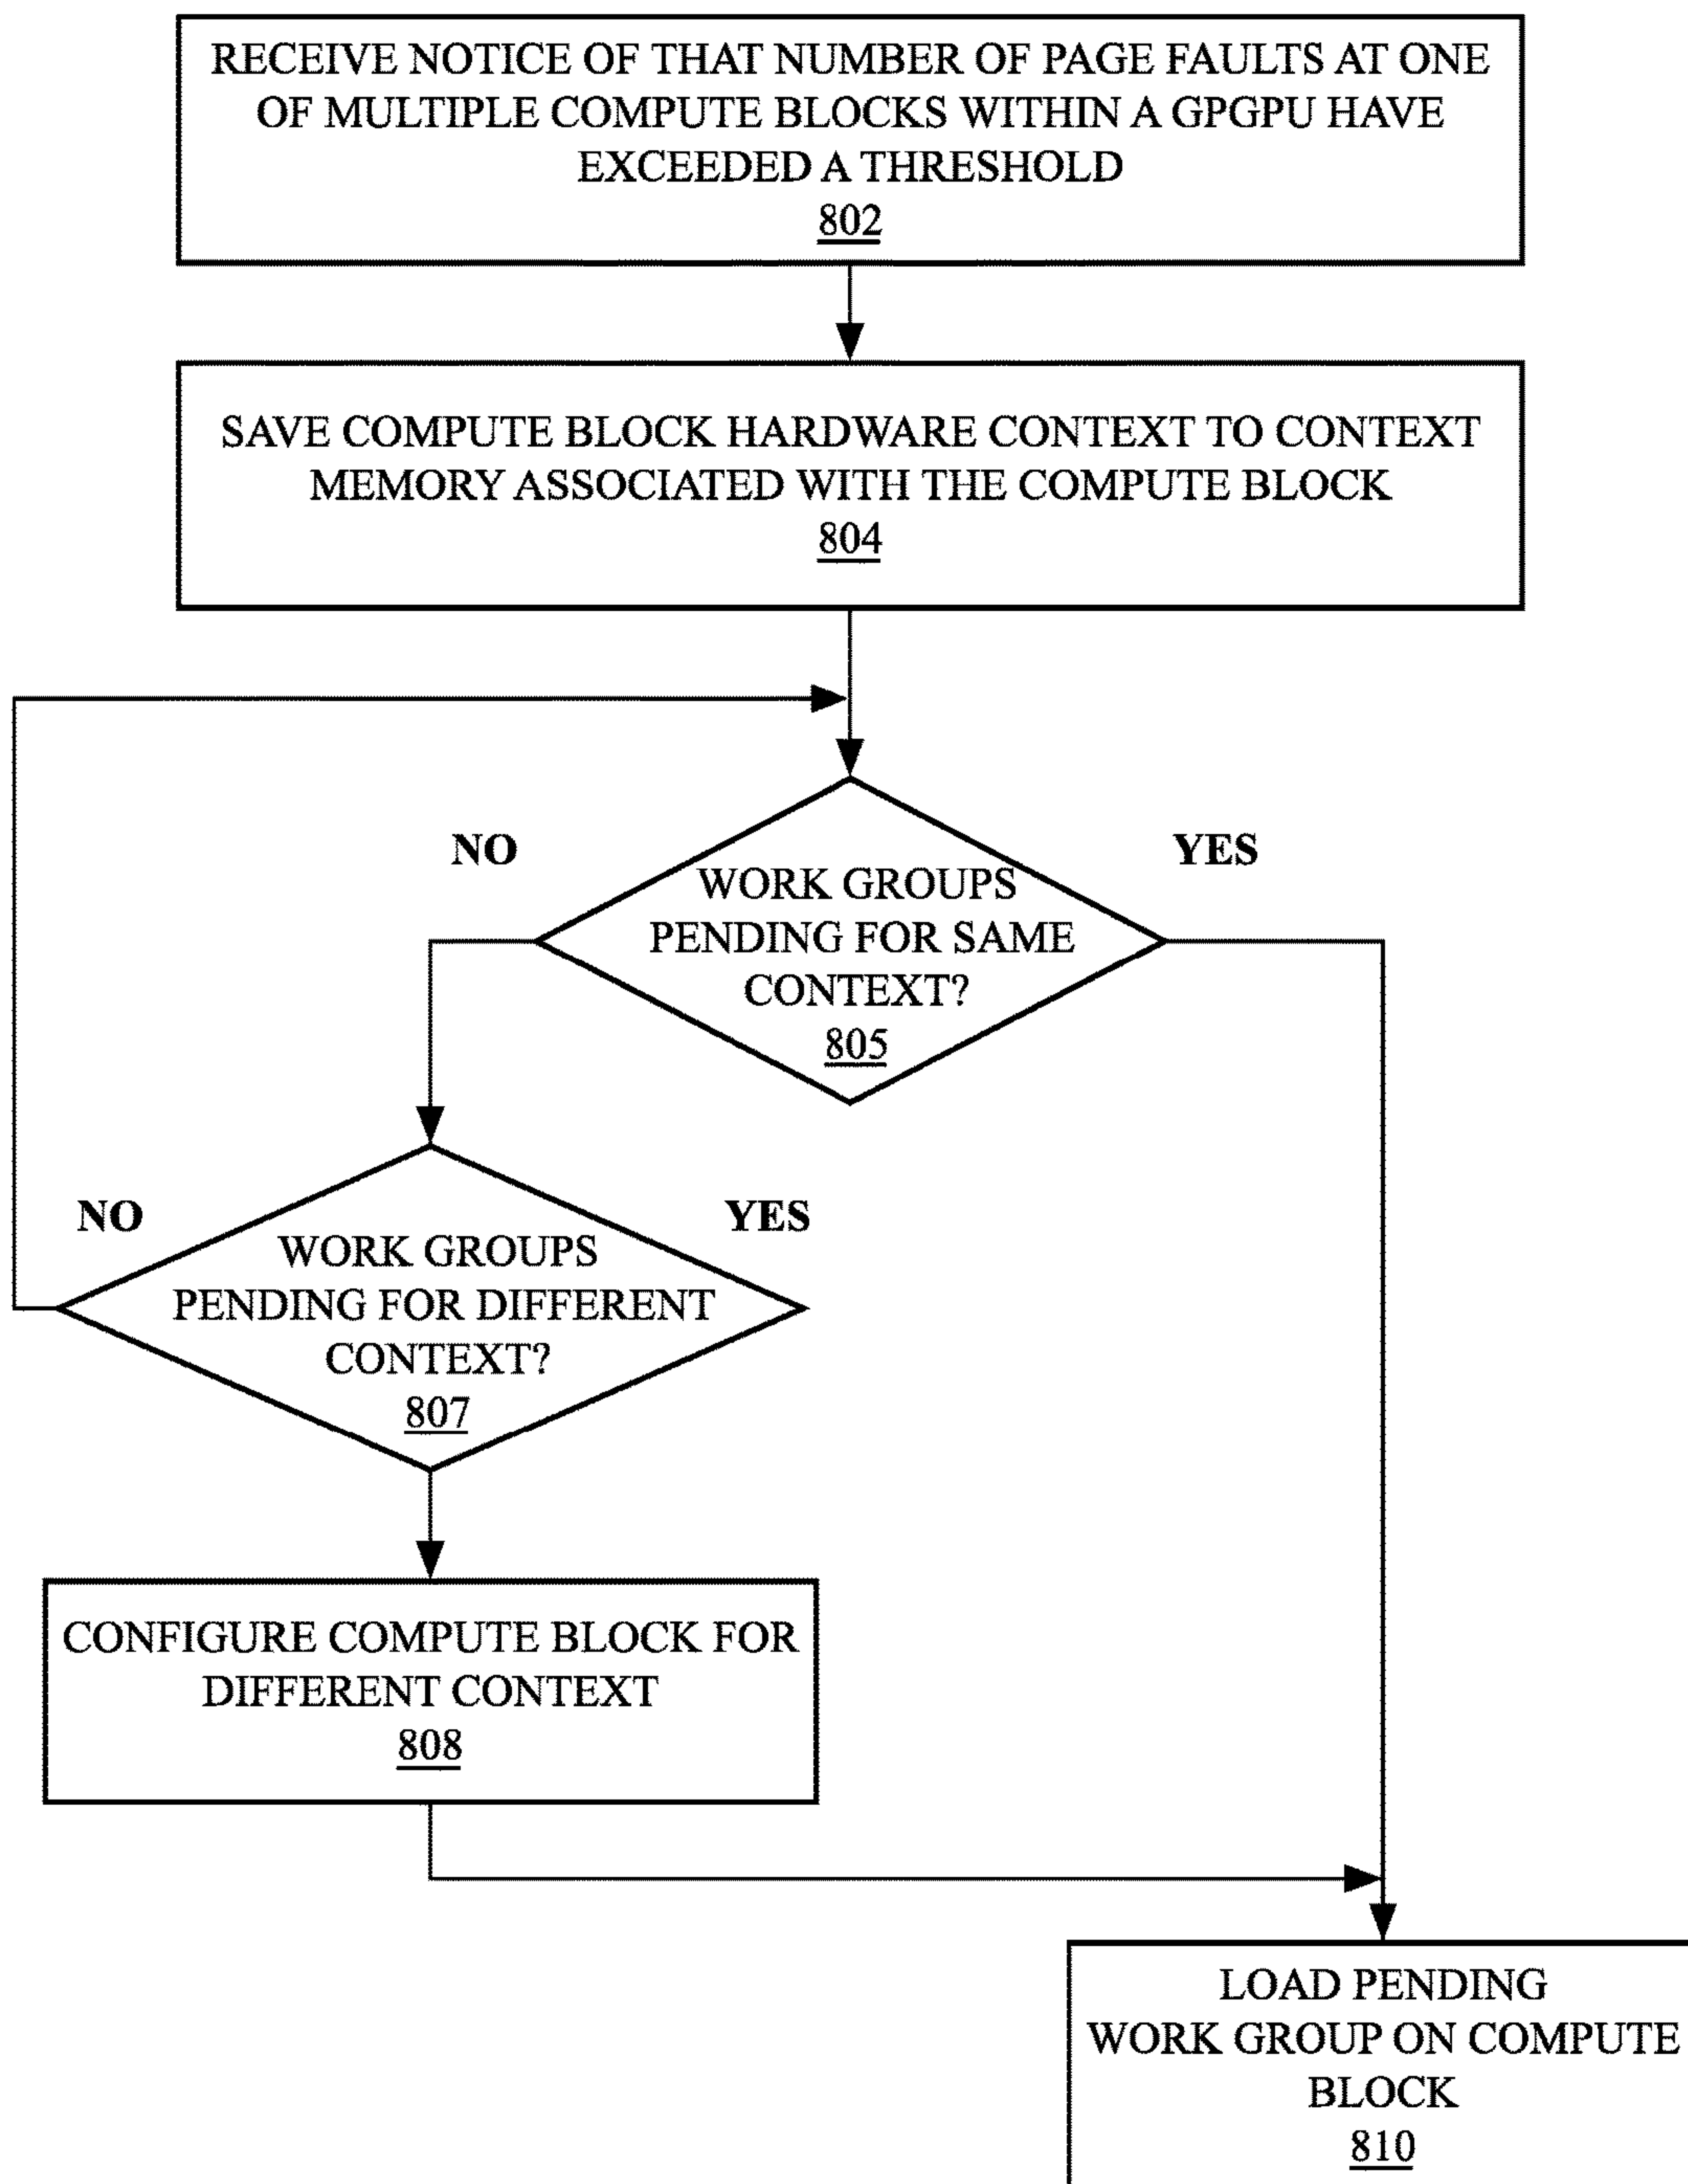 RECEIVE NOTICE OF THAT NUMBER OF PAGE FAULTS AT ONE
OF MULTIPLE COMPUTE BLOCKS WITHIN A GPGPU HAVE
EXCEEDED A THRESHOLD
802
SAVE COMPUTE BLOCK HARDWARE CONTEXT TO CONTEXT
MEMORY ASSOCIATED WITH THE COMPUTE BLOCK
804
NO
YES
WORK GROUPS
PENDING FOR SAME
CONTEXT?
805
NO
YES
WORK GROUPS
PENDING FOR DIFFERENT
CONTEXT?
807
CONFIGURE COMPUTE BLOCK FOR
DIFFERENT CONTEXT
808
LOAD PENDING
WORK GROUP ON COMPUTE
BLOCK
810